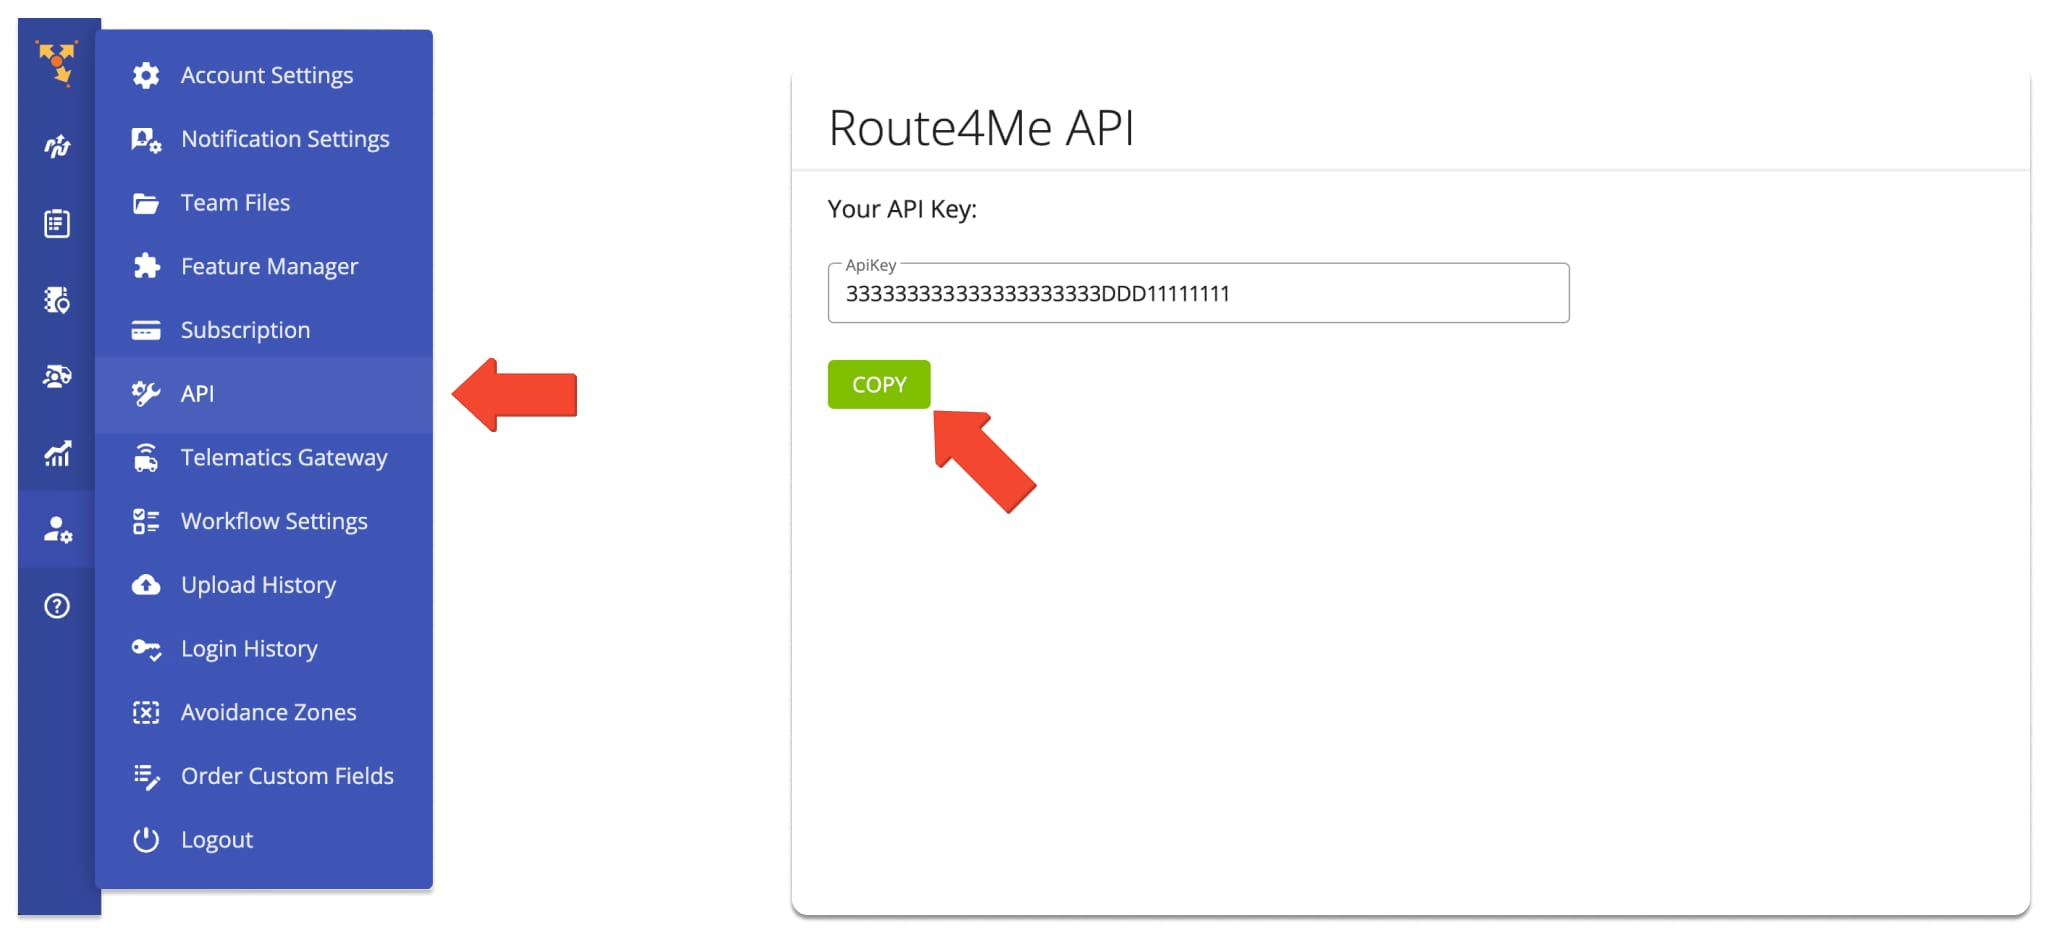 Account Settings
Notification Settings
Team Files
Feature Manager
Subscription
API
Telematics Gateway
Workflow Settings
Upload History
Login History
Avoidance Zones
Order Custom Fields
Logout
Route4Me API
Your API Key:
ApiKey
333333333333333333333DDD11111111
COPY